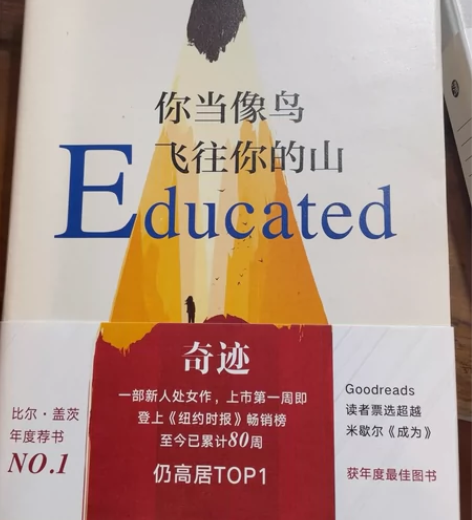 你当像鸟
飞往你的山
Educated
奇迹
一部新人处女作，上市第一周即
登上《纽约时报》畅销榜
至今已累计80周
仍高居TOP1
比尔·盖茨
年度荐书
NO.1
Goodreads
读者票选超越
米歇尔《成为》
获年度最佳图书